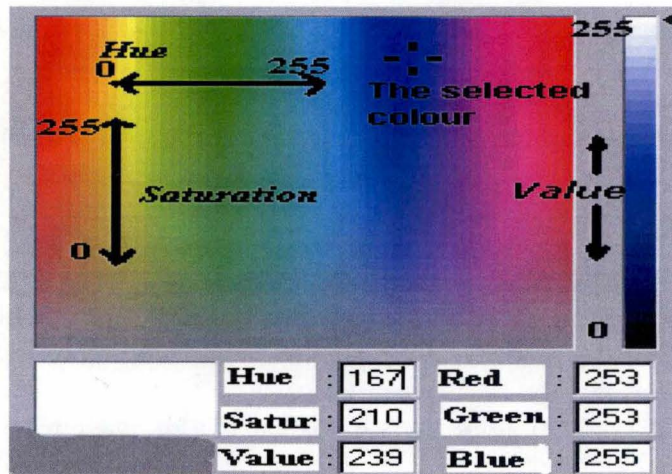 255
Hue
0 255
The selected
colour
255
Saturation
Value
0
0
Hue : 167 Red : 253
Satur : 210 Green : 253
Value : 239 Blue : 255